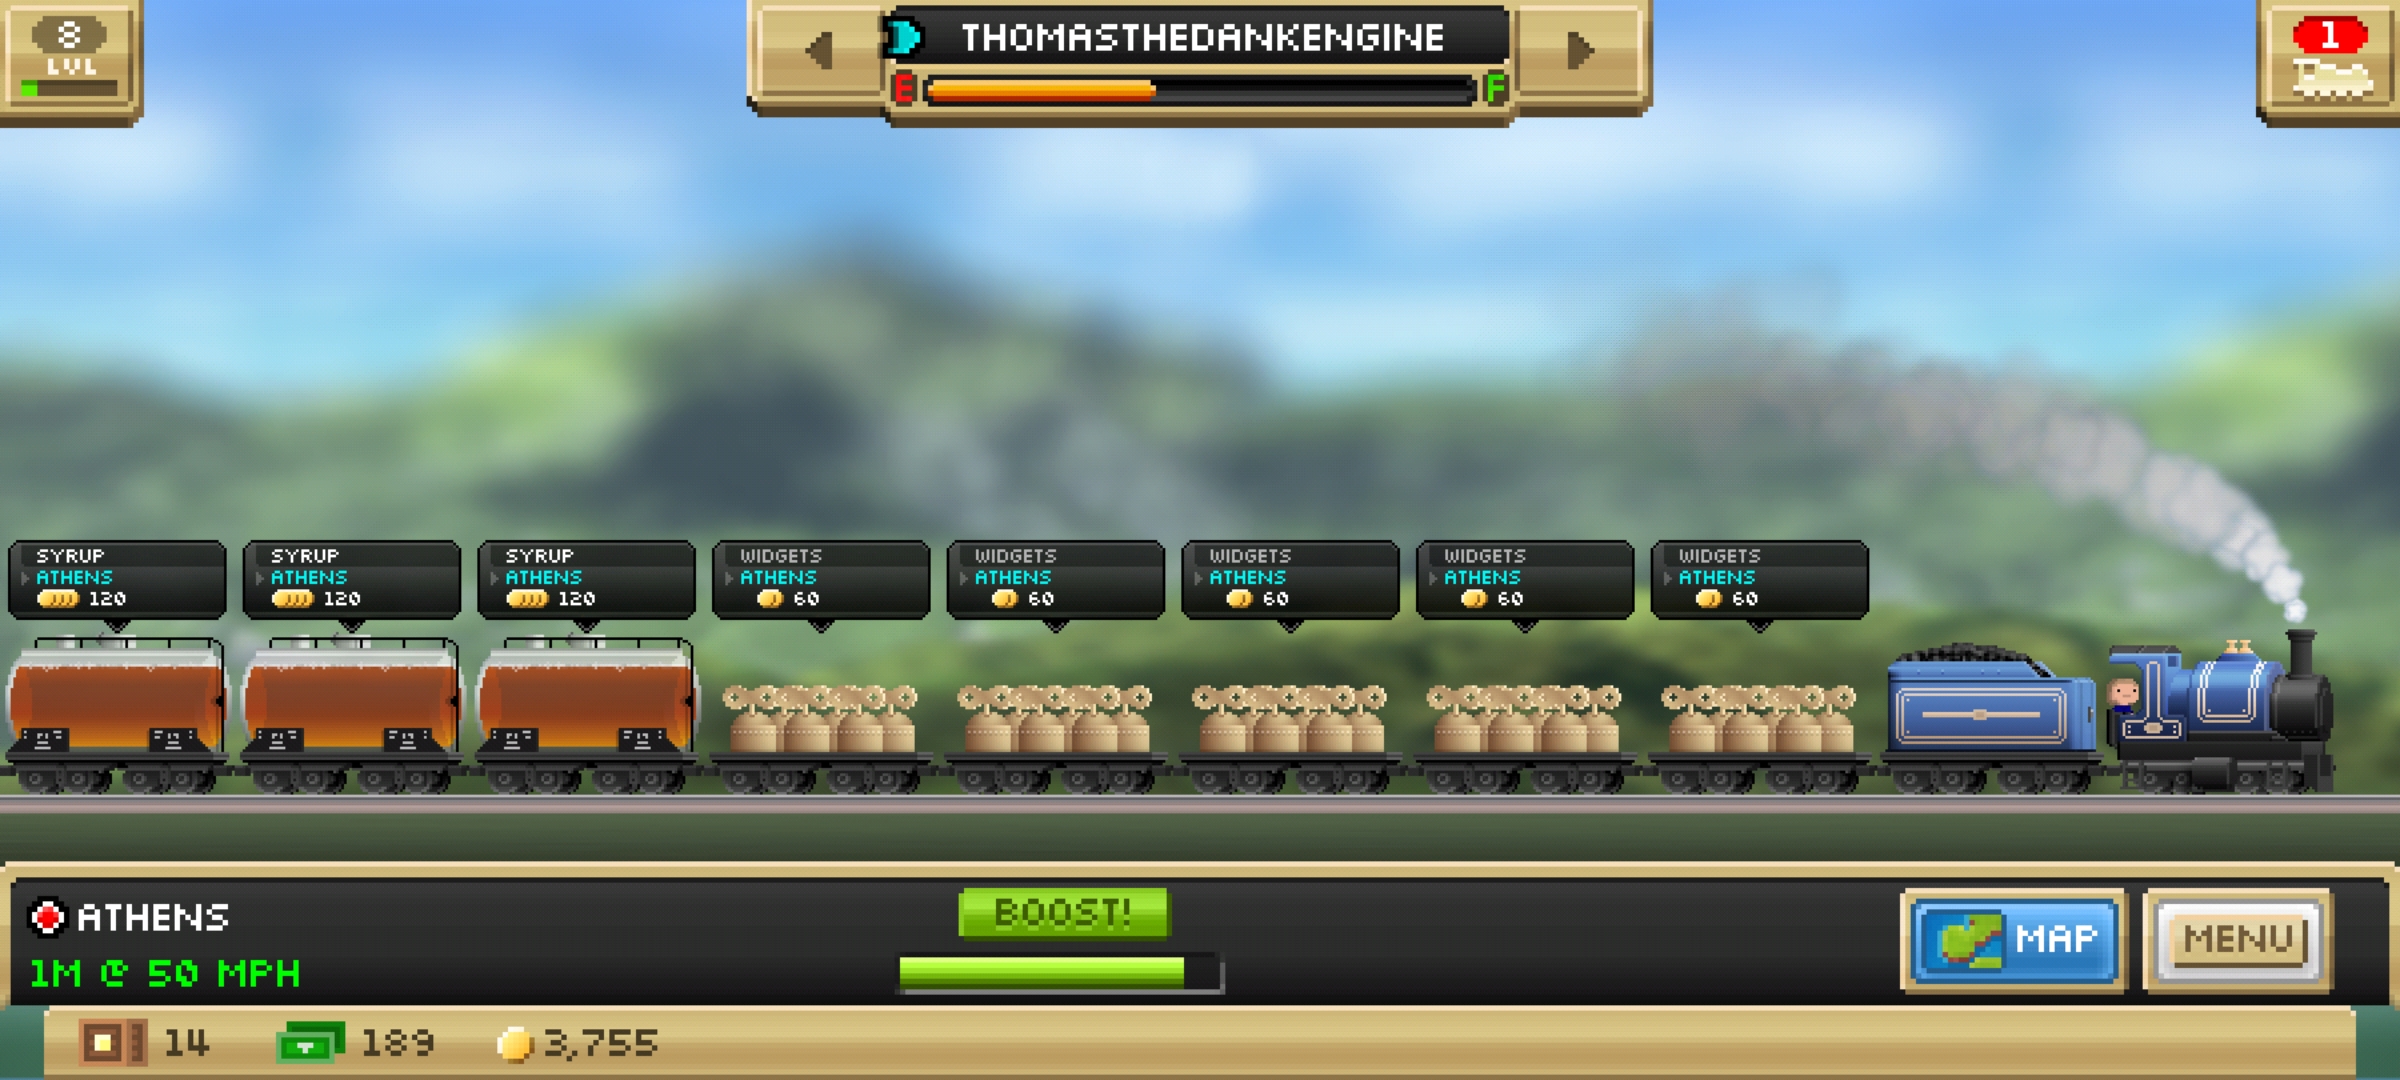 8
LVL
THOMASTHEDANKENGINE
E F
1
SYRUP
ATHENS
120
SYRUP
ATHENS
120
SYRUP
ATHENS
120
WIDGETS
ATHENS
60
WIDGETS
ATHENS
60
WIDGETS
ATHENS
60
WIDGETS
ATHENS
60
WIDGETS
ATHENS
60
ATHENS
1M @ 50 MPH
BOOST!
MAP
MENU
14
189
3,755